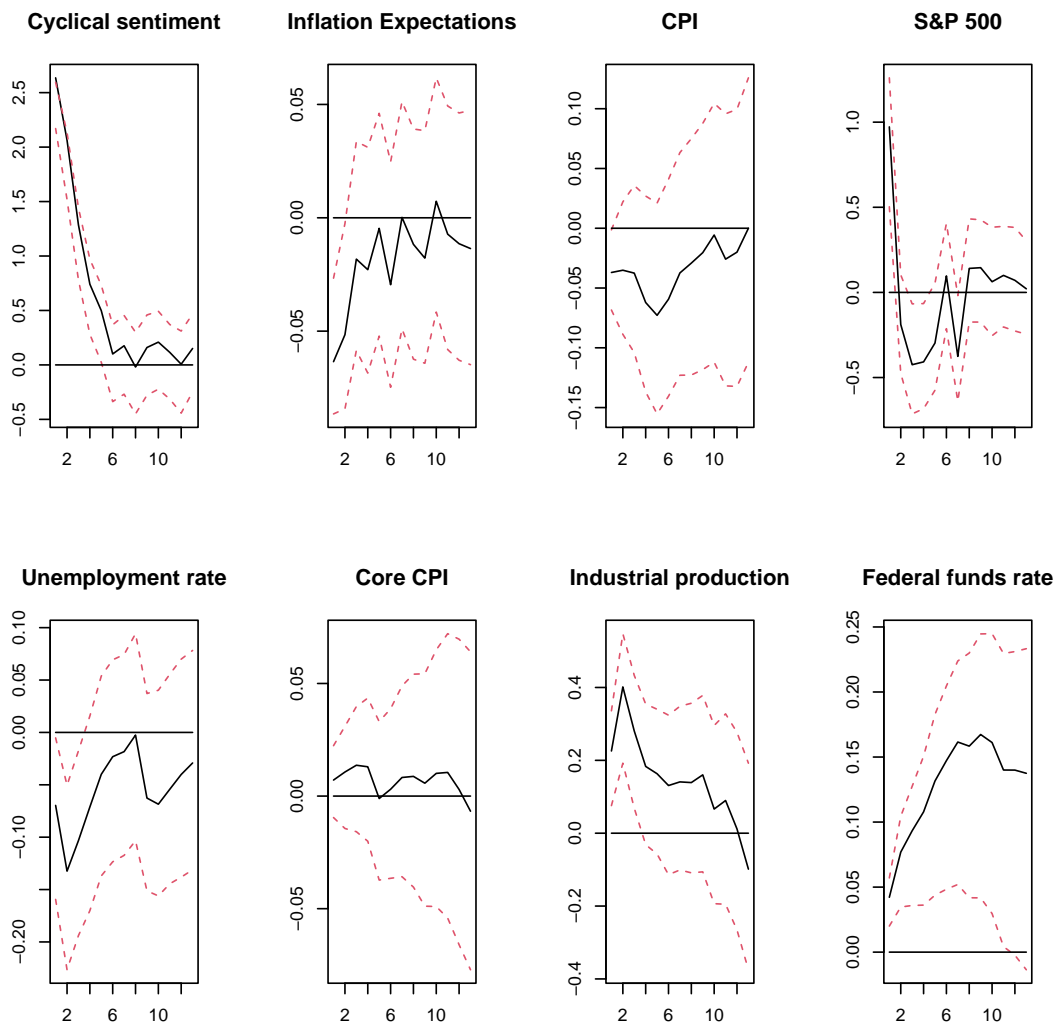 Cyclical sentiment
2.5
2.0
1.5
1.0
0.5
0.0
−0.5
2 6 10
Inflation Expectations
0.05
0.00
−0.05
2 6 10
CPI
0.10
0.05
0.00
−0.05
−0.10
−0.15
2 6 10
S&P 500
1.0
0.5
0.0
−0.5
2 6 10
Unemployment rate
0.10
0.00
−0.10
−0.20
2 6 10
Core CPI
0.05
0.00
−0.05
2 6 10
Industrial production
0.4
0.2
0.0
−0.2
−0.4
2 6 10
Federal funds rate
0.25
0.20
0.15
0.10
0.05
0.00
2 6 10